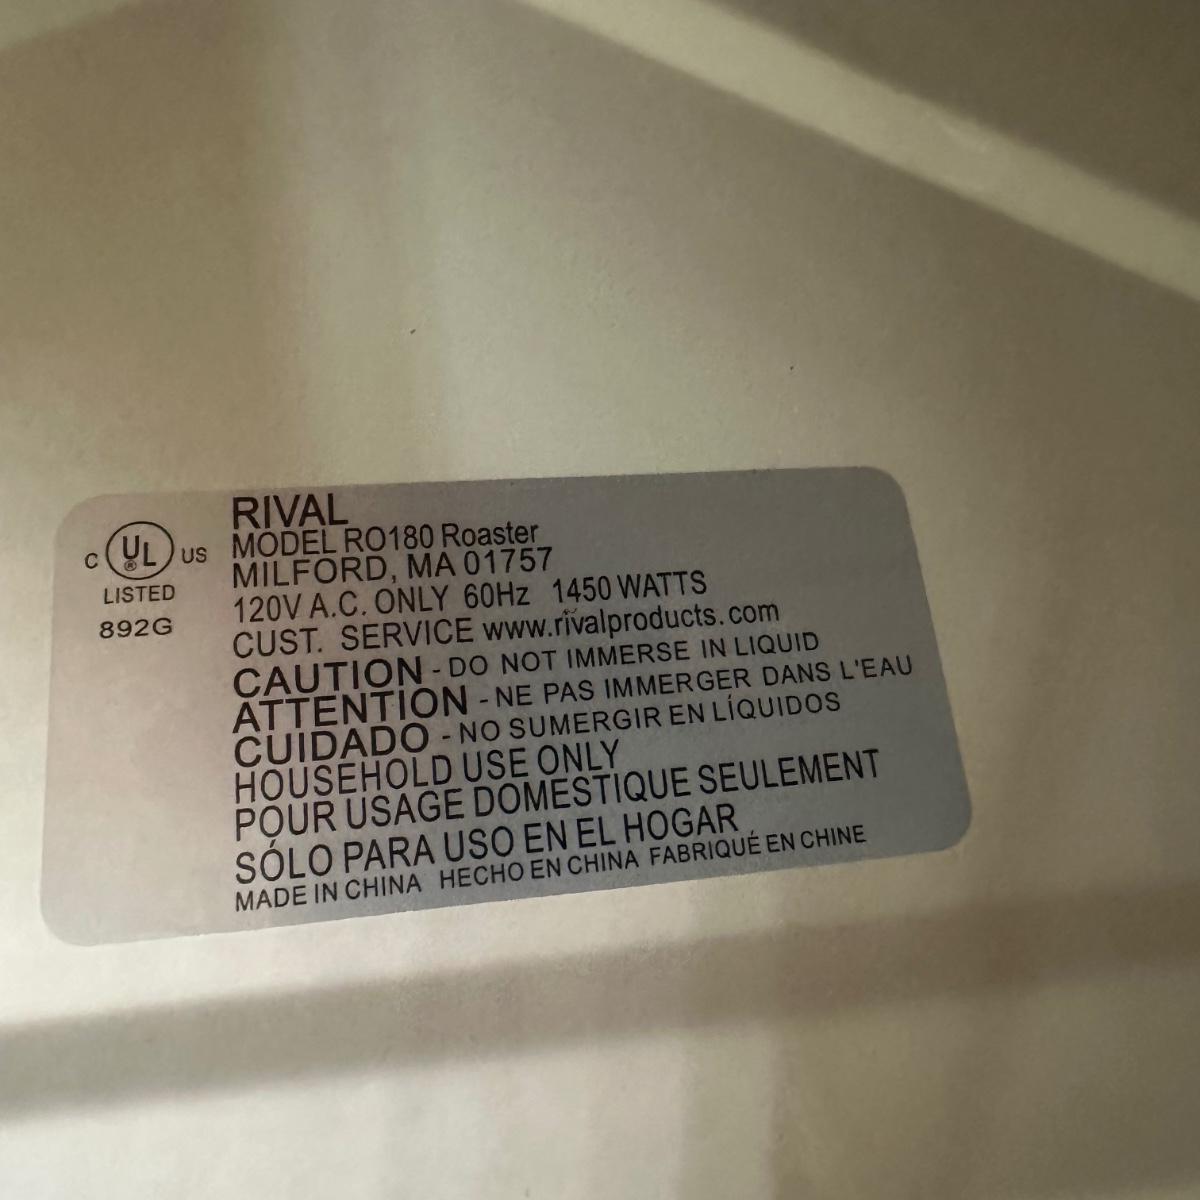 C UL® US
LISTED
892G
RIVAL
MODEL RO180 Roaster
MILFORD, MA 01757
120V A.C. ONLY 60Hz 1450 WATTS
CUST. SERVICE www.rivalproducts.com
CAUTION - DO NOT IMMERSE IN LIQUID
ATTENTION - NE PAS IMMERGER DANS L'EAU
CUIDADO - NO SUMERGIR EN LÍQUIDOS
HOUSEHOLD USE ONLY
POUR USAGE DOMESTIQUE SEULEMENT
SÓLO PARA USO EN EL HOGAR
MADE IN CHINA HECHO EN CHINA FABRIQUÉ EN CHINE